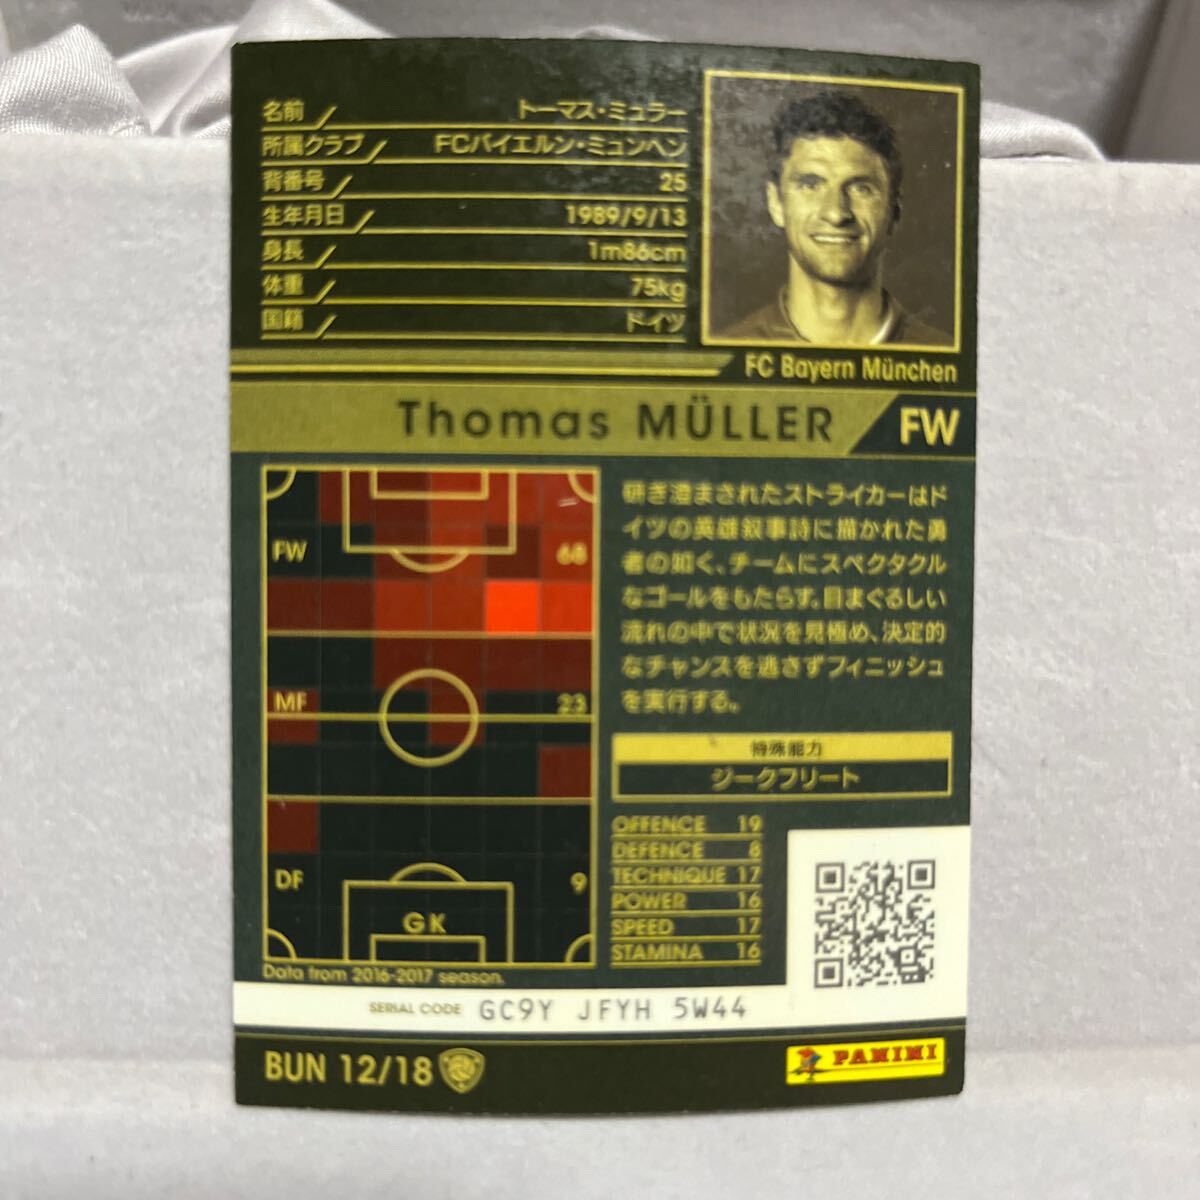 名前 トーマス・ミュラー
所属クラブ FCバイエルン・ミュンヘン
背番号 25
生年月日 1989/9/13
身長 1m86cm
体重 75kg
国籍 ドイツ
FC Bayern München
Thomas MÜLLER FW
FW 68
MF 23
DF 9
GK
Data from 2016-2017 season.
研ぎ澄まされたストライカーはド
イツの英雄叙事詩に描かれた勇
者の如く、チームにスペクタクル
なゴールをもたらす。目まぐるしい
流れの中で状況を見極め、決定的
なチャンスを逃さずフィニッシュ
を実行する。
特殊能力
ジークフリート
OFFENCE 19
DEFENCE 8
TECHNIQUE 17
POWER 16
SPEED 17
STAMINA 16
SERIAL CODE GC9Y JFYH 5W44
BUN 12/18
PANINI